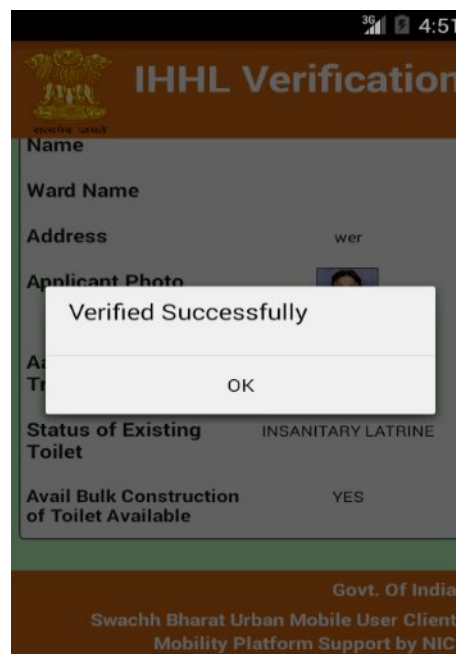 3G 4:51
IHHL Verification
सत्यमेव जयते
Name
Ward Name
Address wer
Applicant Photo
Verified Successfully
OK
Status of Existing INSANITARY LATRINE
Toilet
Avail Bulk Construction YES
of Toilet Available
Govt. Of India
Swachh Bharat Urban Mobile User Client
Mobility Platform Support by NIC